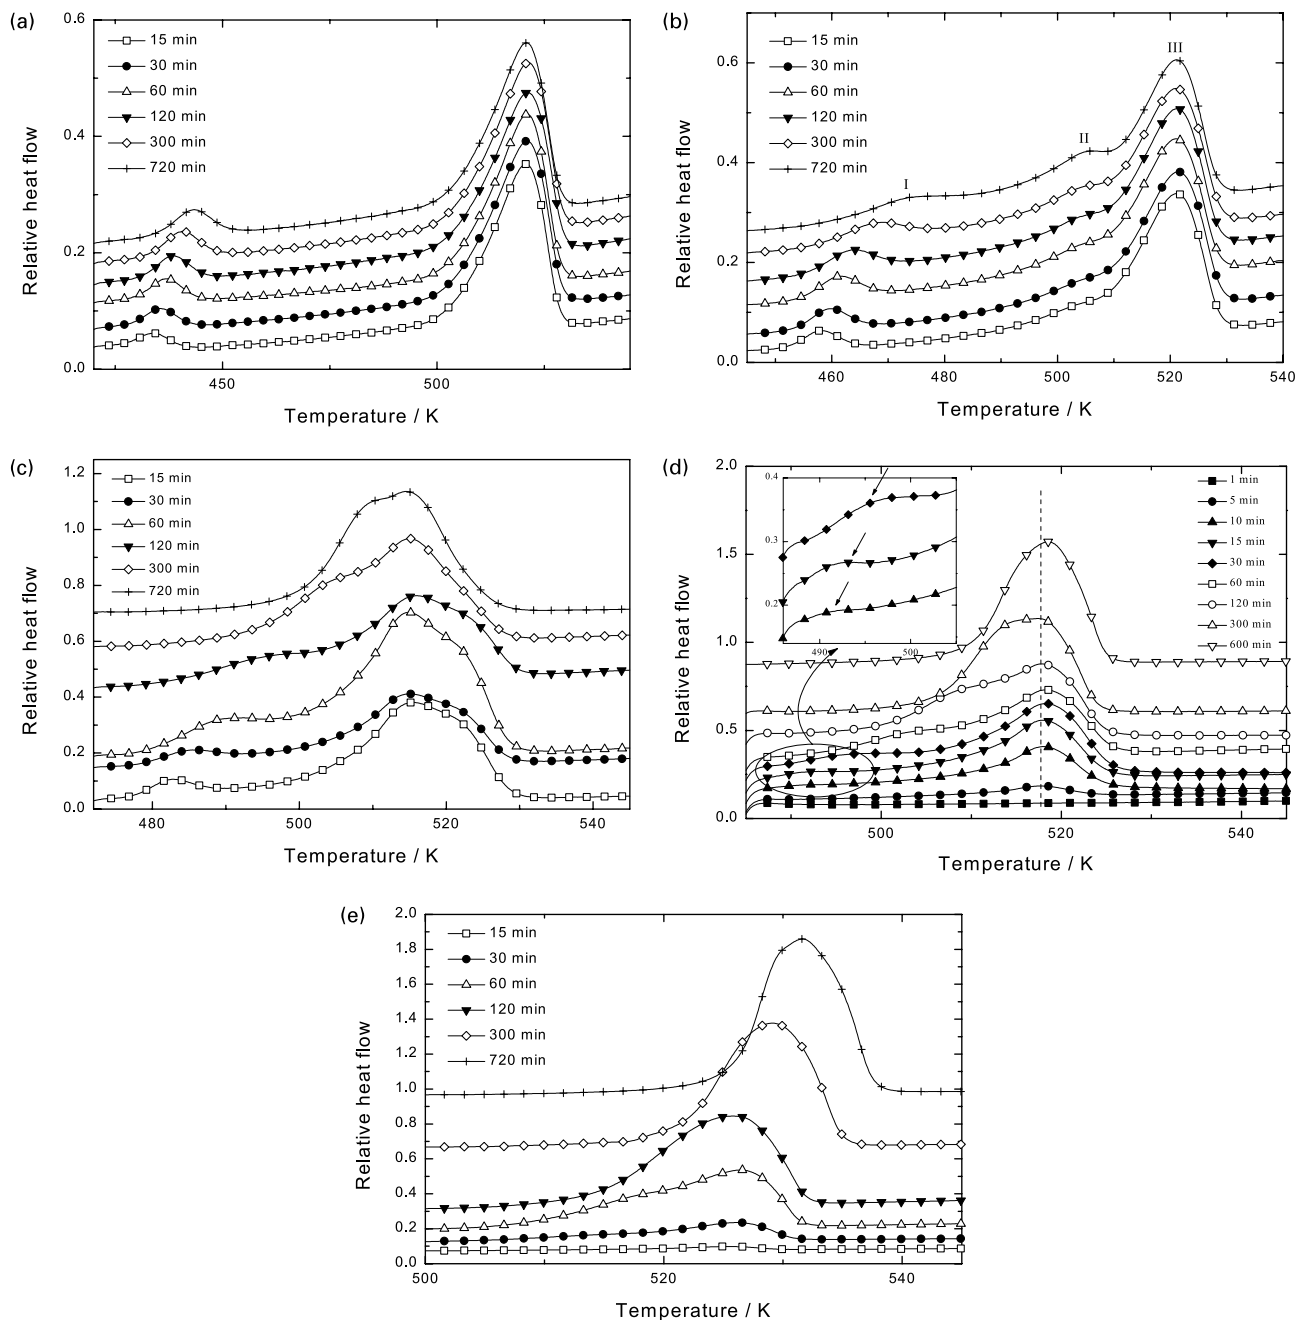 (a)
0.6
0.4
0.2
0.0
Relative heat flow
15 min
30 min
60 min
120 min
300 min
720 min
450
500
Temperature / K
(b)
0.6
0.4
0.2
0.0
Relative heat flow
15 min
30 min
60 min
120 min
300 min
720 min
I
II
III
460
480
500
520
540
Temperature / K
(c)
1.2
1.0
0.8
0.6
0.4
0.2
0.0
Relative heat flow
15 min
30 min
60 min
120 min
300 min
720 min
480
500
520
540
Temperature / K
(d)
2.0
1.5
1.0
0.5
0.0
Relative heat flow
0.4
0.3
0.2
490
500
1 min
5 min
10 min
15 min
30 min
60 min
120 min
300 min
600 min
500
520
540
Temperature / K
(e)
2.0
1.8
1.6
1.4
1.2
1.0
0.8
0.6
0.4
0.2
0.0
Relative heat flow
15 min
30 min
60 min
120 min
300 min
720 min
500
520
540
Temperature / K